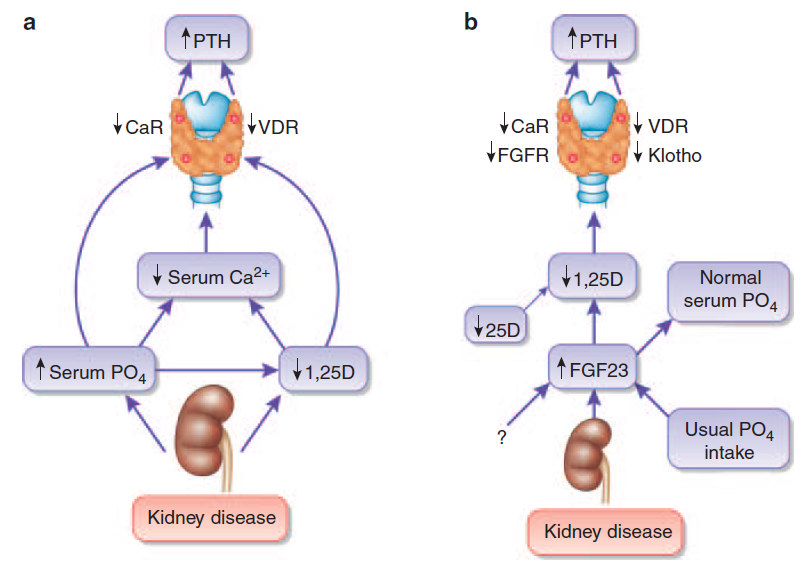 a
↑PTH
↓CaR
↓VDR
↓ Serum Ca²⁺
↑Serum PO₄
↓1,25D
Kidney disease
b
↑PTH
↓CaR
↓ VDR
↓FGFR
↓ Klotho
↓1,25D
Normal
serum PO₄
↓25D
↑FGF23
?
Usual PO₄
intake
Kidney disease